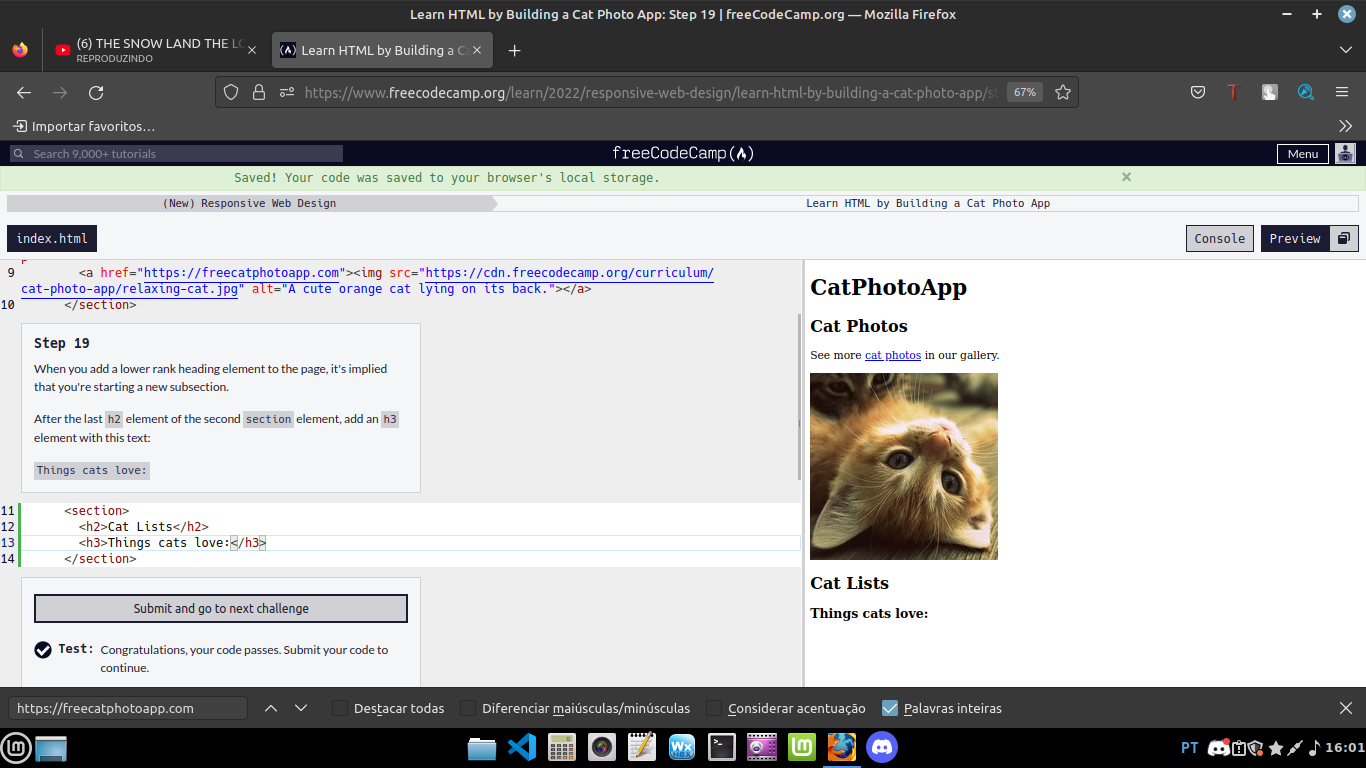 Learn HTML by Building a Cat Photo App: Step 19 | freeCodeCamp.org — Mozilla Firefox
(6) THE SNOW LAND THE LO
REPRODUZINDO
Learn HTML by Building a Ca
https://www.freecodecamp.org/learn/2022/responsive-web-design/learn-html-by-building-a-cat-photo-app/s
67%
Importar favoritos…
Search 9,000+ tutorials
freeCodeCamp
Menu
Saved! Your code was saved to your browser's local storage.
(New) Responsive Web Design
Learn HTML by Building a Cat Photo App
index.html
Console
Preview
9 <a href="https://freecatphotoapp.com"><img src="https://cdn.freecodecamp.org/curriculum/
cat-photo-app/relaxing-cat.jpg" alt="A cute orange cat lying on its back."></a>
10 </section>
Step 19
When you add a lower rank heading element to the page, it's implied
that you're starting a new subsection.
After the last h2 element of the second section element, add an h3
element with this text:
Things cats love:
11 <section>
12 <h2>Cat Lists</h2>
13 <h3>Things cats love:</h3>
14 </section>
Submit and go to next challenge
Test: Congratulations, your code passes. Submit your code to
continue.
CatPhotoApp
Cat Photos
See more cat photos in our gallery.
Cat Lists
Things cats love:
https://freecatphotoapp.com
Destacar todas
Diferenciar maiúsculas/minúsculas
Considerar acentuação
Palavras inteiras
PT
16:01